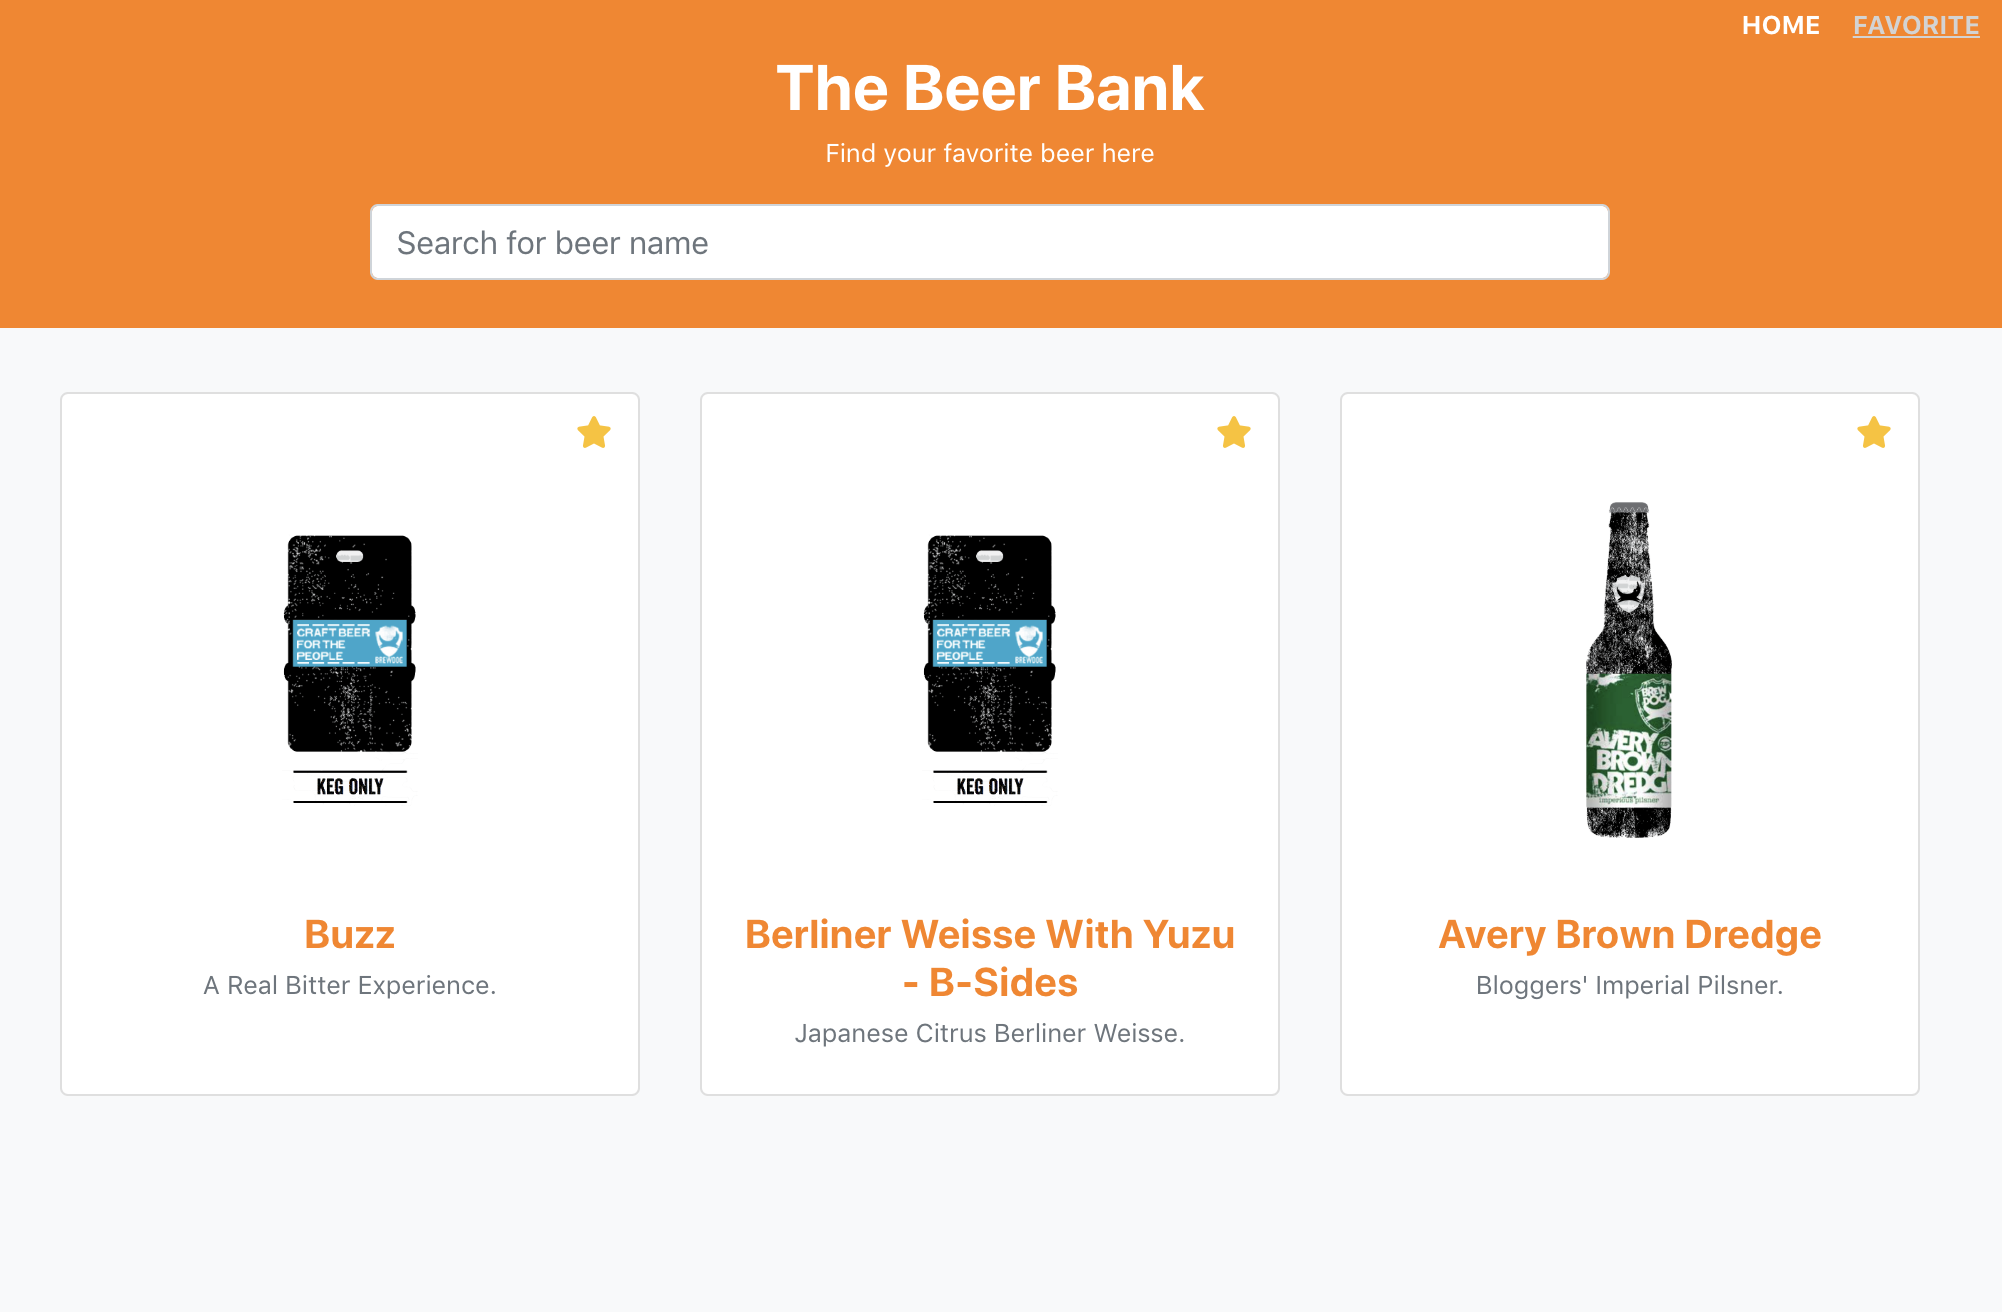 HOME FAVORITE
The Beer Bank
Find your favorite beer here
Search for beer name
CRAFT BEER
FOR THE
PEOPLE
BREWDOG
KEG ONLY
Buzz
A Real Bitter Experience.
CRAFT BEER
FOR THE
PEOPLE
BREWDOG
KEG ONLY
Berliner Weisse With Yuzu
- B-Sides
Japanese Citrus Berliner Weisse.
BREW
DOG
AVERY
BROWN
DREDGE
imperious pilsner
Avery Brown Dredge
Bloggers' Imperial Pilsner.